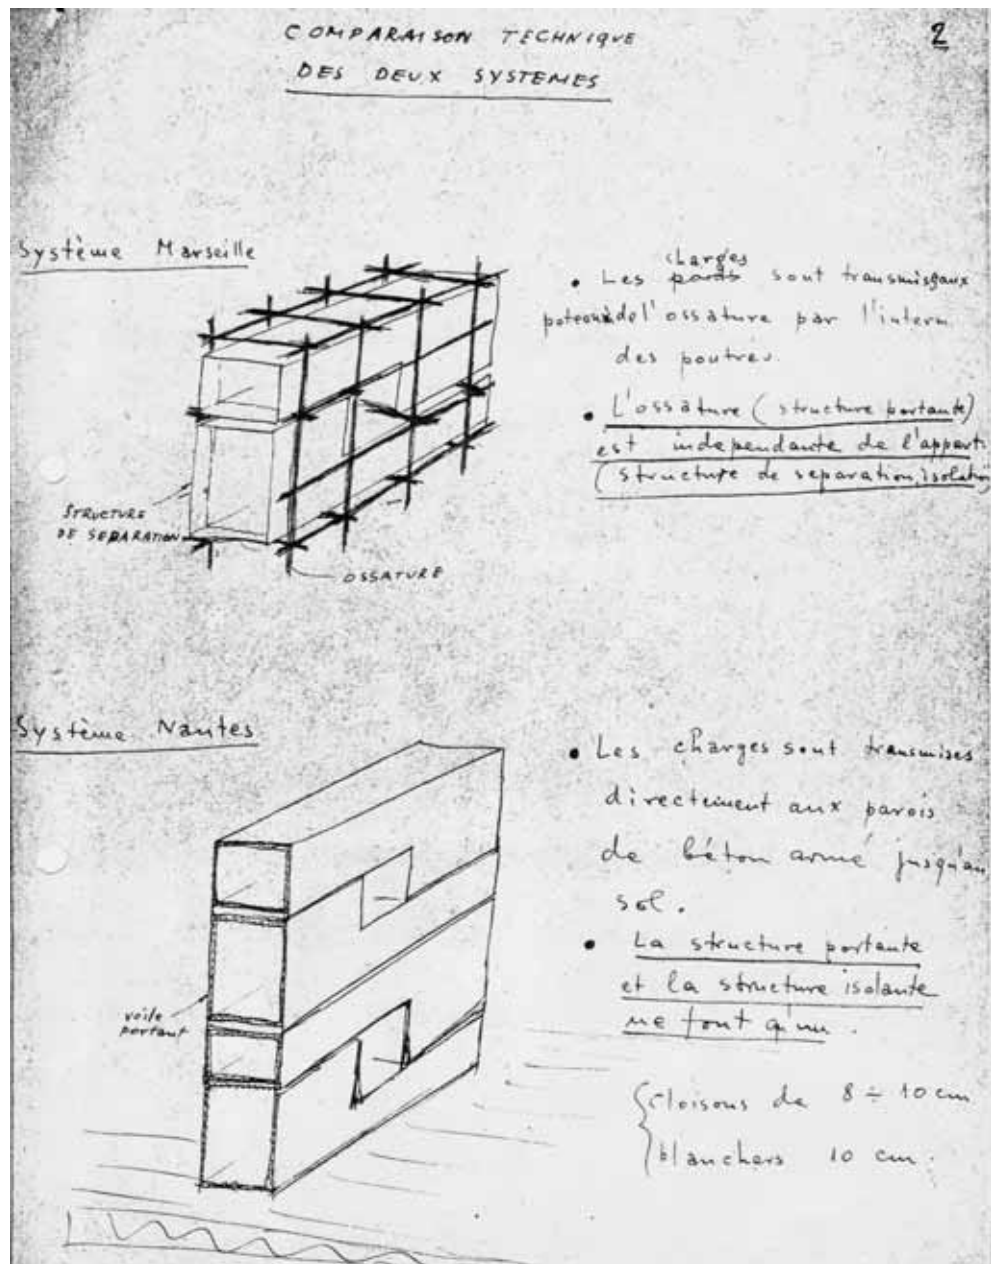 COMPARAISON TECHNIQUE
DES DEUX SYSTEMES
2
Système Marseille
charges
• Les poids sont transmis aux
poteaux de l'ossature par l'interm.
des poutres.
• L'ossature (structure portante)
est independante de l'appart.
(structure de separation, isolation
STRUCTURE
DE SEPARATION
OSSATURE
Système Nantes
• Les charges sont transmises
directement aux parois
de béton armé jusqu'au
sol.
• La structure portante
et la structure isolante
ne font qu'un.
voile
portant
cloisons de 8 ÷ 10 cm
planchers 10 cm.